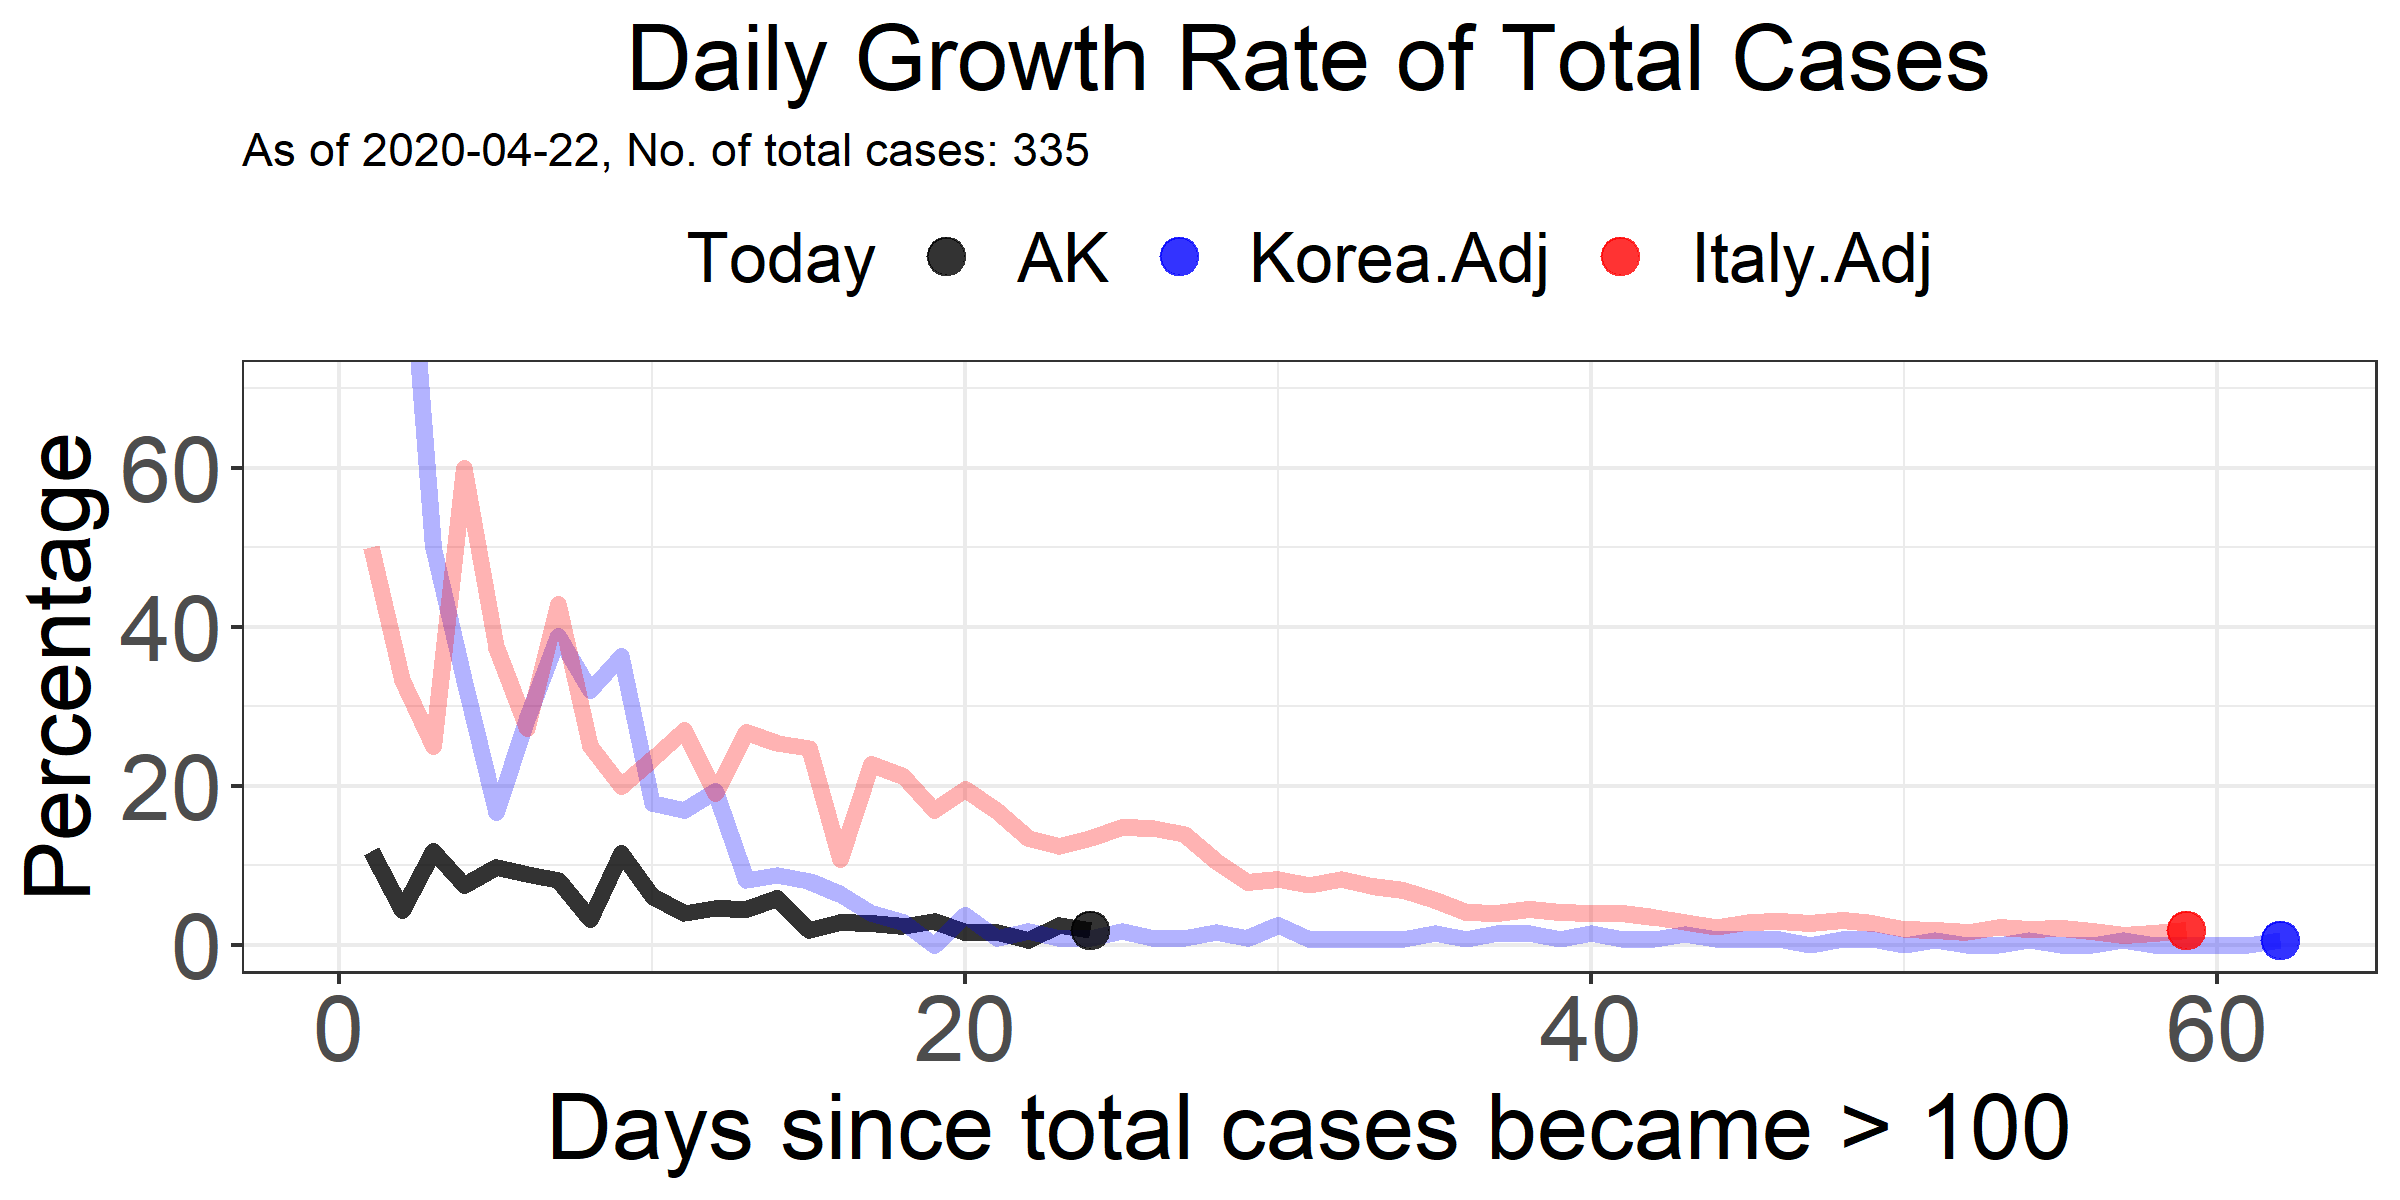 Daily Growth Rate of Total Cases
As of 2020-04-22, No. of total cases: 335
Today AK Korea.Adj Italy.Adj
Percentage
60
40
20
0
0 20 40 60
Days since total cases became > 100